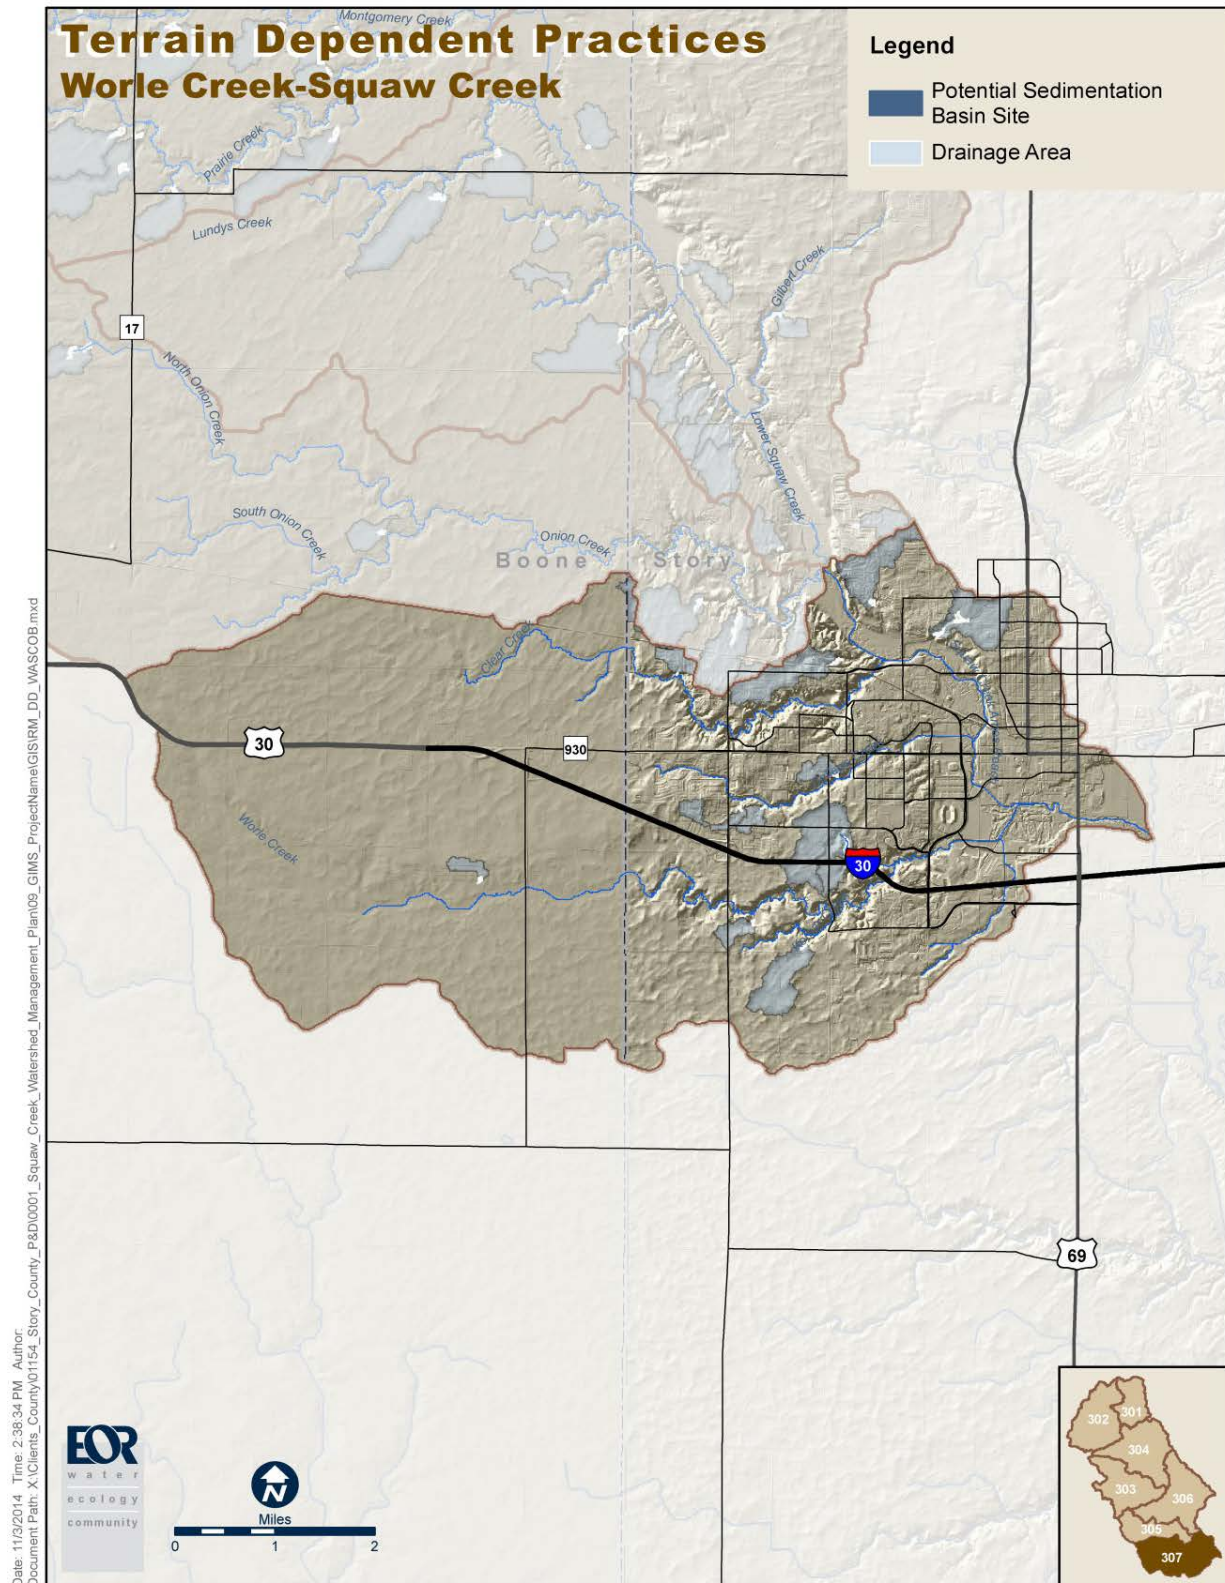 Terrain Dependent Practices
Worle Creek-Squaw Creek
Legend
Potential Sedimentation
Basin Site
Drainage Area
Montgomery Creek
Prairie Creek
Lundys Creek
Gilbert Creek
17
North Onion Creek
Lower Squaw Creek
South Onion Creek
Onion Creek
Boone
Story
Clear Creek
30
930
Worle Creek
30
69
EOR
water
ecology
community
N
Miles
0
1
2
302
301
304
303
306
305
307
Date: 11/3/2014 Time: 2:38:34 PM Author:
Document Path: X:\Clients_County\01154_Story_County_P&D\0001_Squaw_Creek_Watershed_Management_Plan\09_GIMS_ProjectName\GIS\RM_DD_WASCOB.mxd